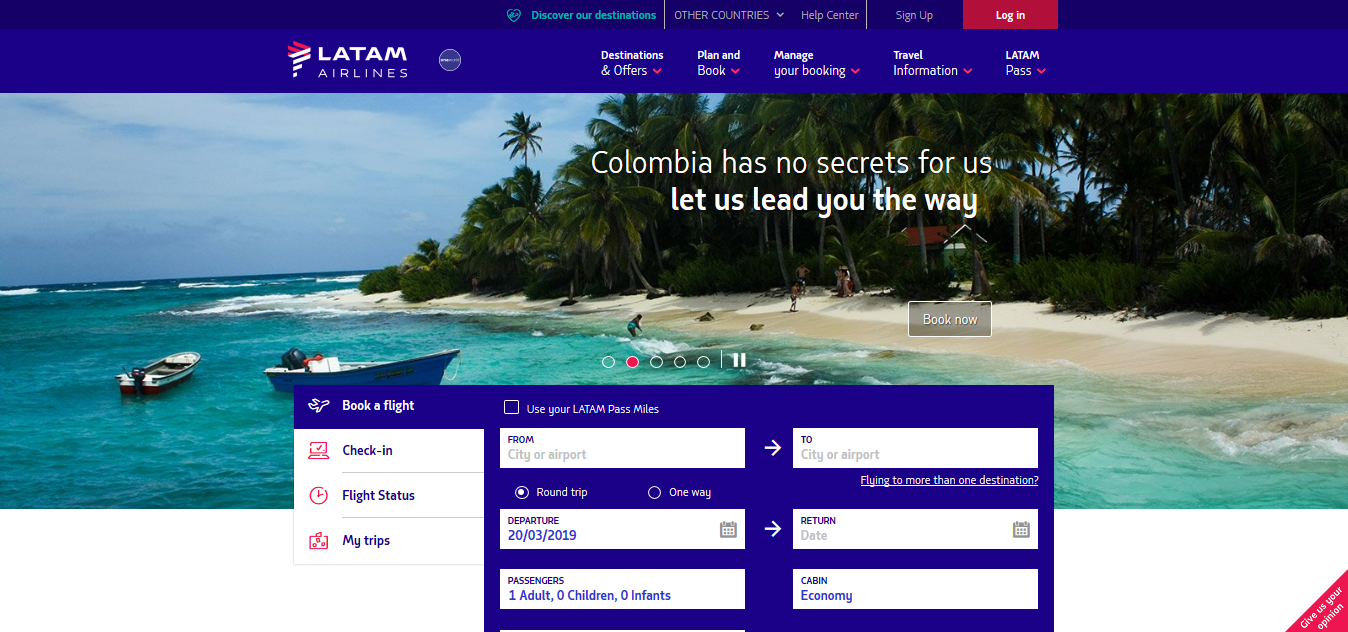 Discover our destinations
OTHER COUNTRIES
Help Center
Sign Up
Log in
LATAM
AIRLINES
Destinations
& Offers
Plan and
Book
Manage
your booking
Travel
Information
LATAM
Pass
Colombia has no secrets for us
let us lead you the way
Book now
Book a flight
Check-in
Flight Status
My trips
Use your LATAM Pass Miles
FROM
City or airport
TO
City or airport
Flying to more than one destination?
Round trip
One way
DEPARTURE
20/03/2019
RETURN
Date
PASSENGERS
1 Adult, 0 Children, 0 Infants
CABIN
Economy
Give us your
opinion